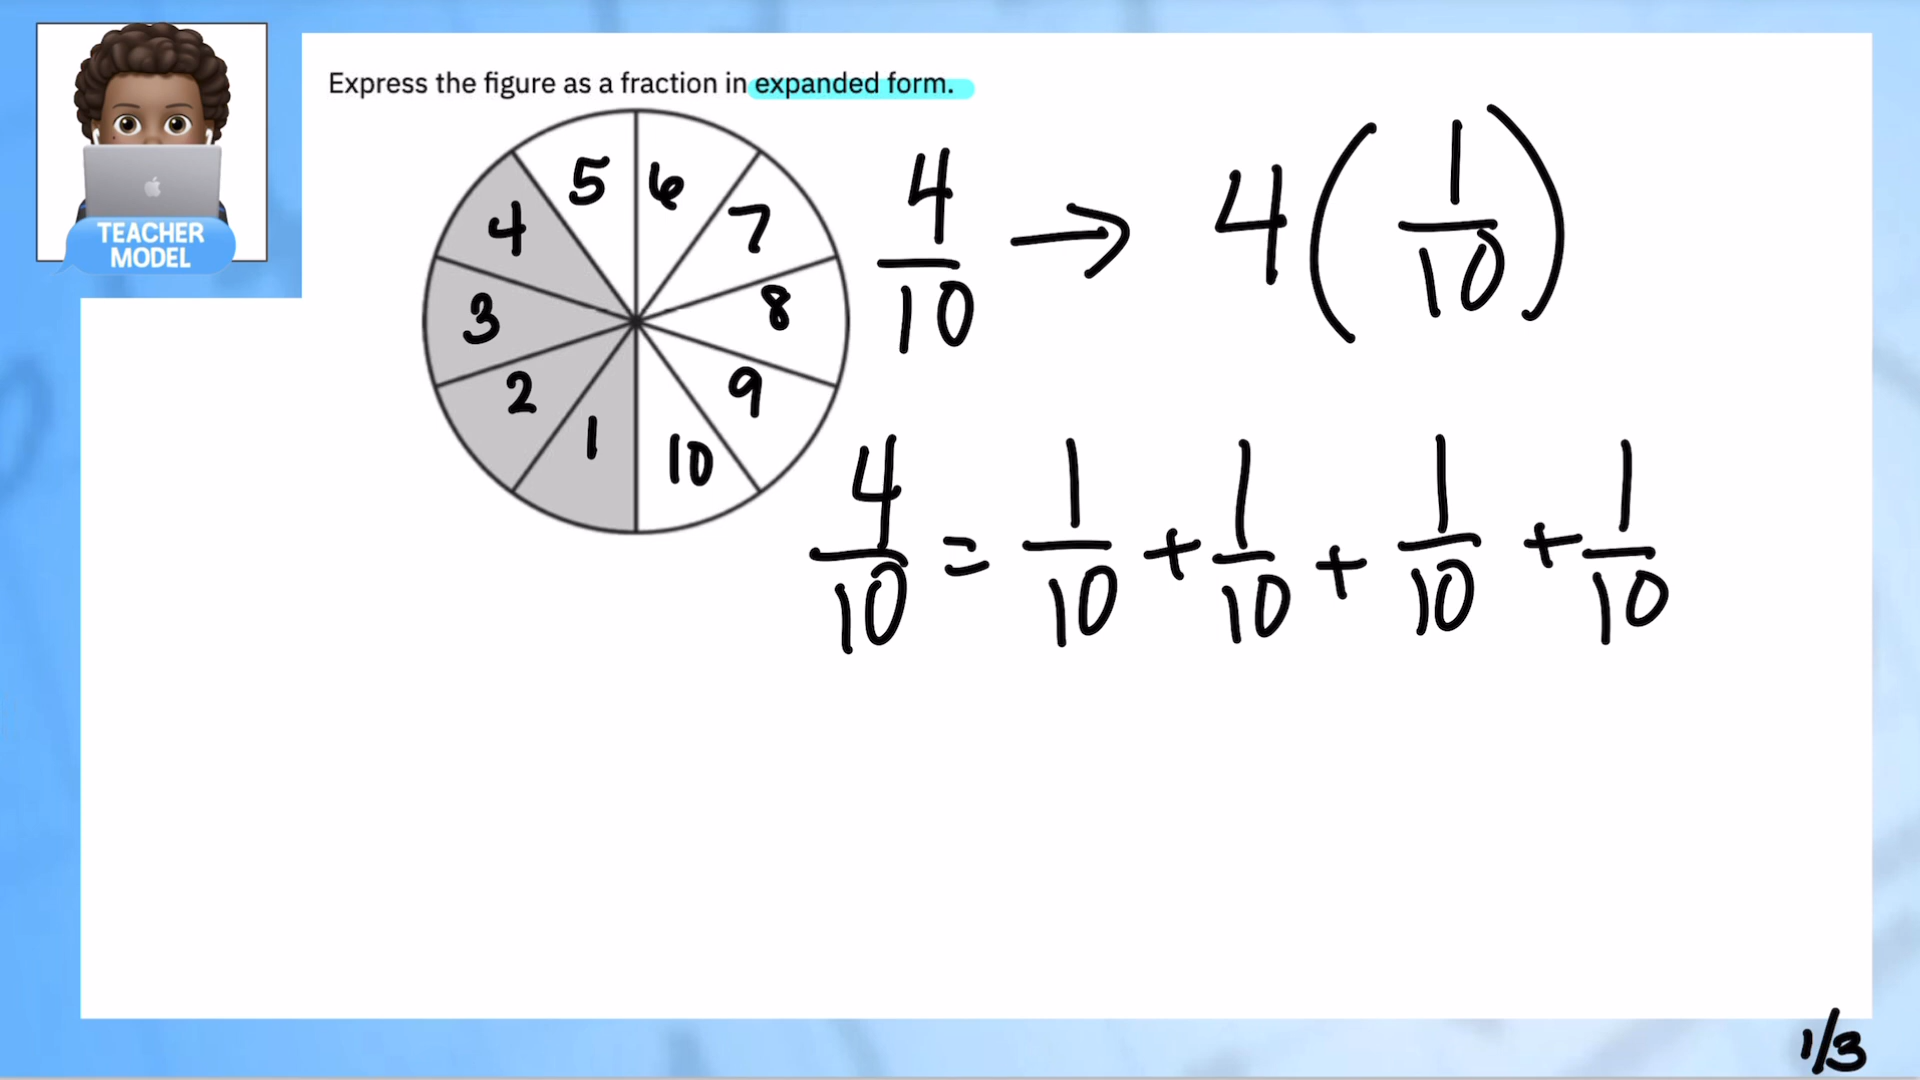 TEACHER
MODEL
Express the figure as a fraction in expanded form.
5 6
4 7
3 8
2 9
1 10
4/10 → 4(1/10)
4/10 = 1/10 + 1/10 + 1/10 + 1/10
1/3